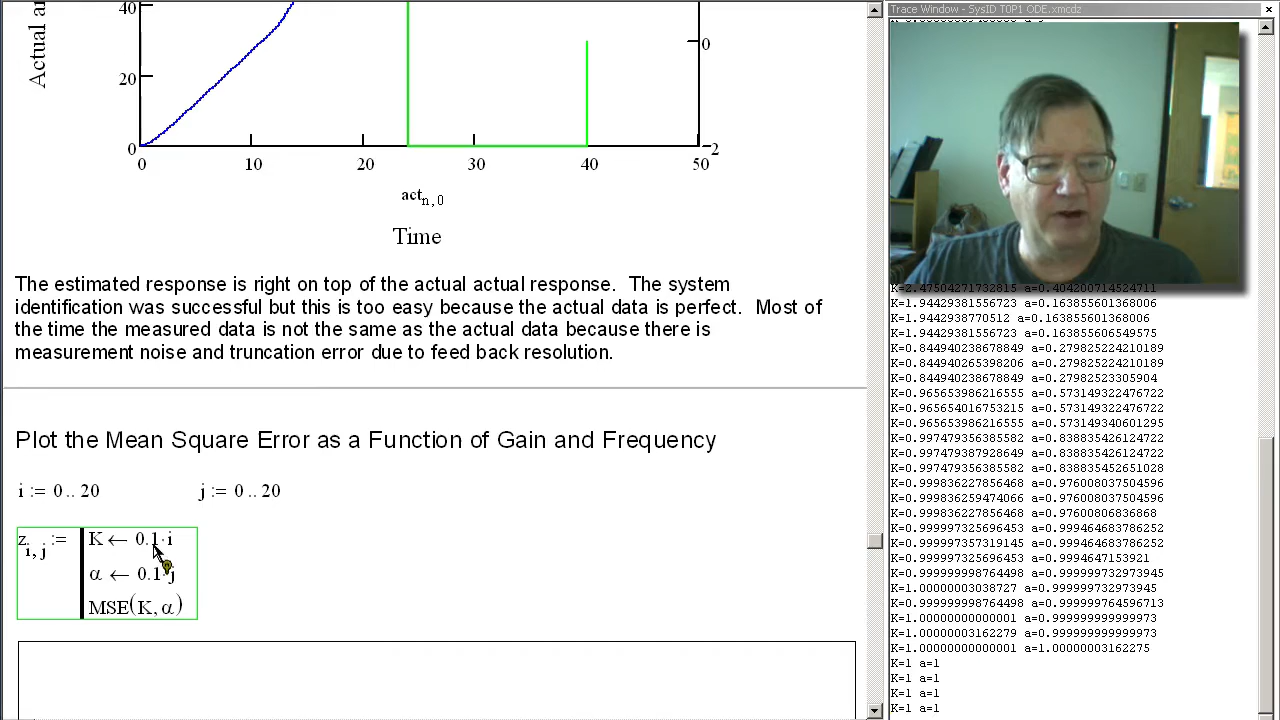 Trace Window - SysID T0P1 ODE.xmcdz
40
Actual
20
0
0
10
20
30
40
50
0
-2
act n, 0
Time
The estimated response is right on top of the actual actual response. The system
identification was successful but this is too easy because the actual data is perfect. Most of
the time the measured data is not the same as the actual data because there is
measurement noise and truncation error due to feed back resolution.
Plot the Mean Square Error as a Function of Gain and Frequency
i := 0 .. 20 j := 0 .. 20
z i, j := K ← 0.1·i
α ← 0.1·j
MSE(K, α)
K=2.47504271732815 a=0.404200714524711
K=1.94429381556723 a=0.163855601368006
K=1.9442938770512 a=0.163855601368006
K=1.94429381556723 a=0.163855606549575
K=0.844940238678849 a=0.279825224210189
K=0.844940265398206 a=0.279825224210189
K=0.844940238678849 a=0.27982523305904
K=0.965653986216555 a=0.573149322476722
K=0.965654016753215 a=0.573149322476722
K=0.965653986216555 a=0.573149340601295
K=0.997479356385582 a=0.838835426124722
K=0.997479387928649 a=0.838835426124722
K=0.997479356385582 a=0.838835452651028
K=0.999836227856468 a=0.976008037504596
K=0.999836259474066 a=0.976008037504596
K=0.999836227856468 a=0.97600806836868
K=0.999997325696453 a=0.999464683786252
K=0.999997357319145 a=0.999464683786252
K=0.999997325696453 a=0.9994647153921
K=0.999999998764498 a=0.999999732973945
K=1.00000003038727 a=0.999999732973945
K=0.999999998764498 a=0.999999764596713
K=1.00000000000001 a=0.999999999999973
K=1.00000003162279 a=0.999999999999973
K=1.00000000000001 a=1.00000003162275
K=1 a=1
K=1 a=1
K=1 a=1
K=1 a=1